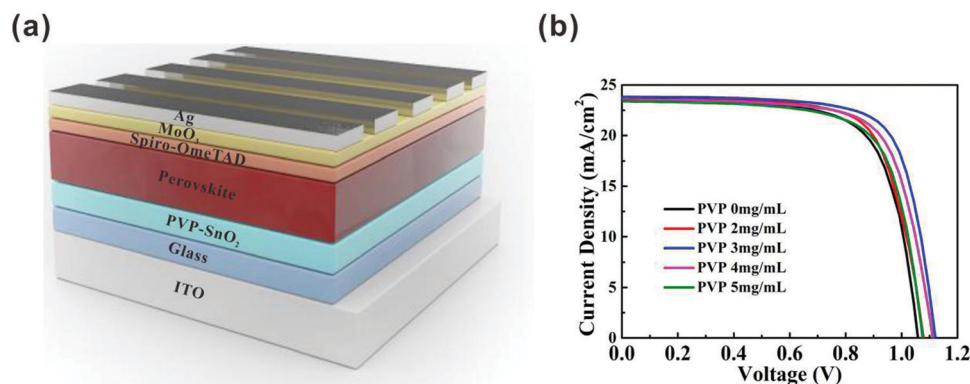 (a)
Ag
MoO₃
Spiro-OmeTAD
Perovskite
PVP-SnO₂
Glass
ITO
(b)
Current Density (mA/cm²)
25
20
15
10
5
0
PVP 0mg/mL
PVP 2mg/mL
PVP 3mg/mL
PVP 4mg/mL
PVP 5mg/mL
0.0 0.2 0.4 0.6 0.8 1.0 1.2
Voltage (V)